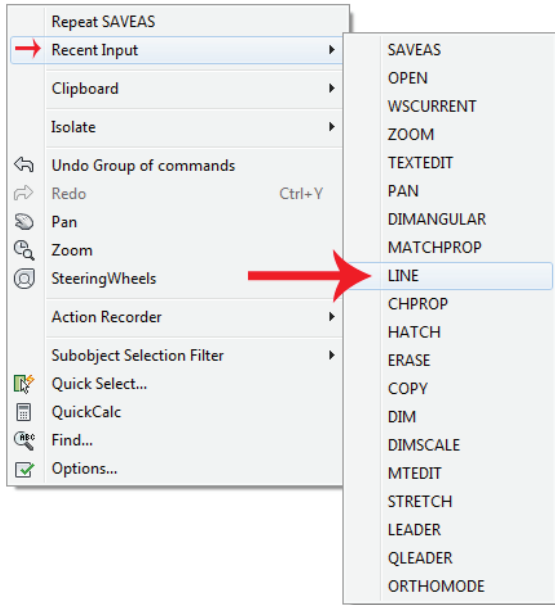 Repeat SAVEAS
Recent Input
Clipboard
Isolate
Undo Group of commands
Redo Ctrl+Y
Pan
Zoom
SteeringWheels
Action Recorder
Subobject Selection Filter
Quick Select...
QuickCalc
ABC
Find...
Options...
SAVEAS
OPEN
WSCURRENT
ZOOM
TEXTEDIT
PAN
DIMANGULAR
MATCHPROP
LINE
CHPROP
HATCH
ERASE
COPY
DIM
DIMSCALE
MTEDIT
STRETCH
LEADER
QLEADER
ORTHOMODE